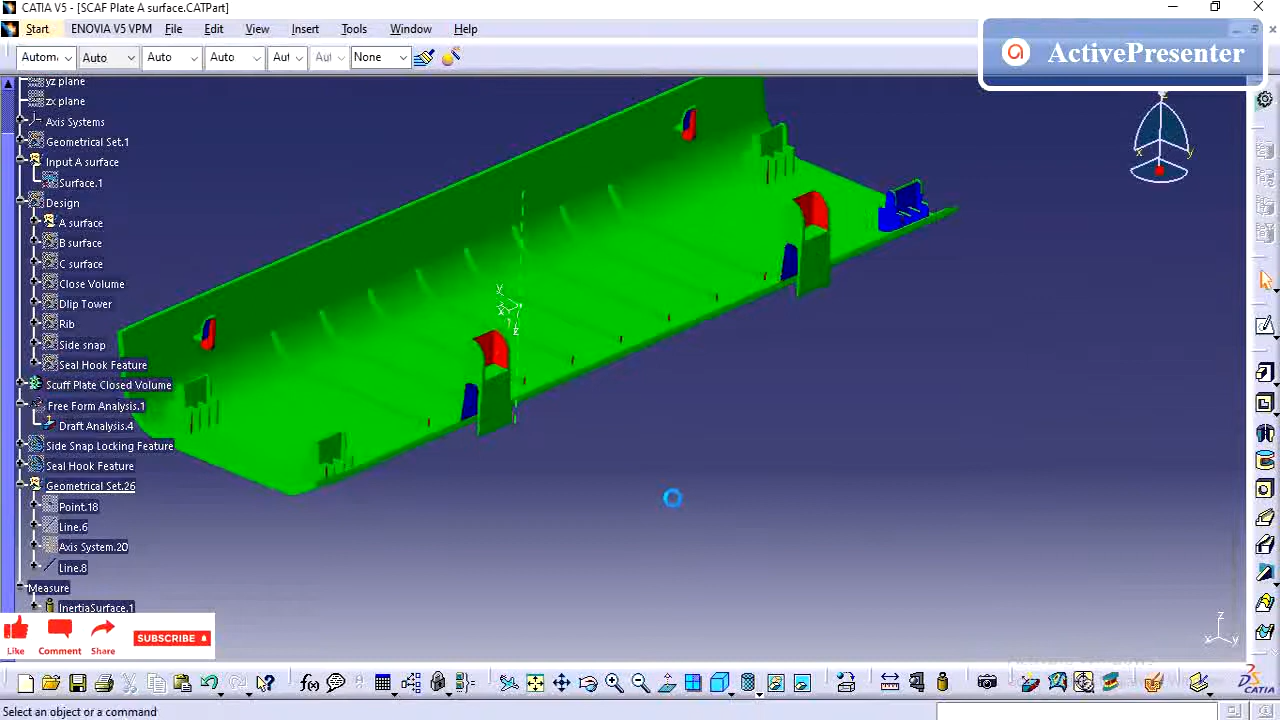 CATIA V5 - [SCAF Plate A surface.CATPart]
Start ENOVIA V5 VPM File Edit View Insert Tools Window Help
ActivePresenter
Autom Auto Auto Auto Aut Aut None
yz plane
zx plane
Axis Systems
Geometrical Set.1
Input A surface
Surface.1
Design
A surface
B surface
C surface
Close Volume
Dlip Tower
Rib
Side snap
Seal Hook Feature
Scuff Plate Closed Volume
Free Form Analysis.1
Draft Analysis.4
Side Snap Locking Feature
Seal Hook Feature
Geometrical Set.26
Point.18
Line.6
Axis System.20
Line.8
Measure
InertiaSurface.1
Like Comment Share SUBSCRIBE
Select an object or a command